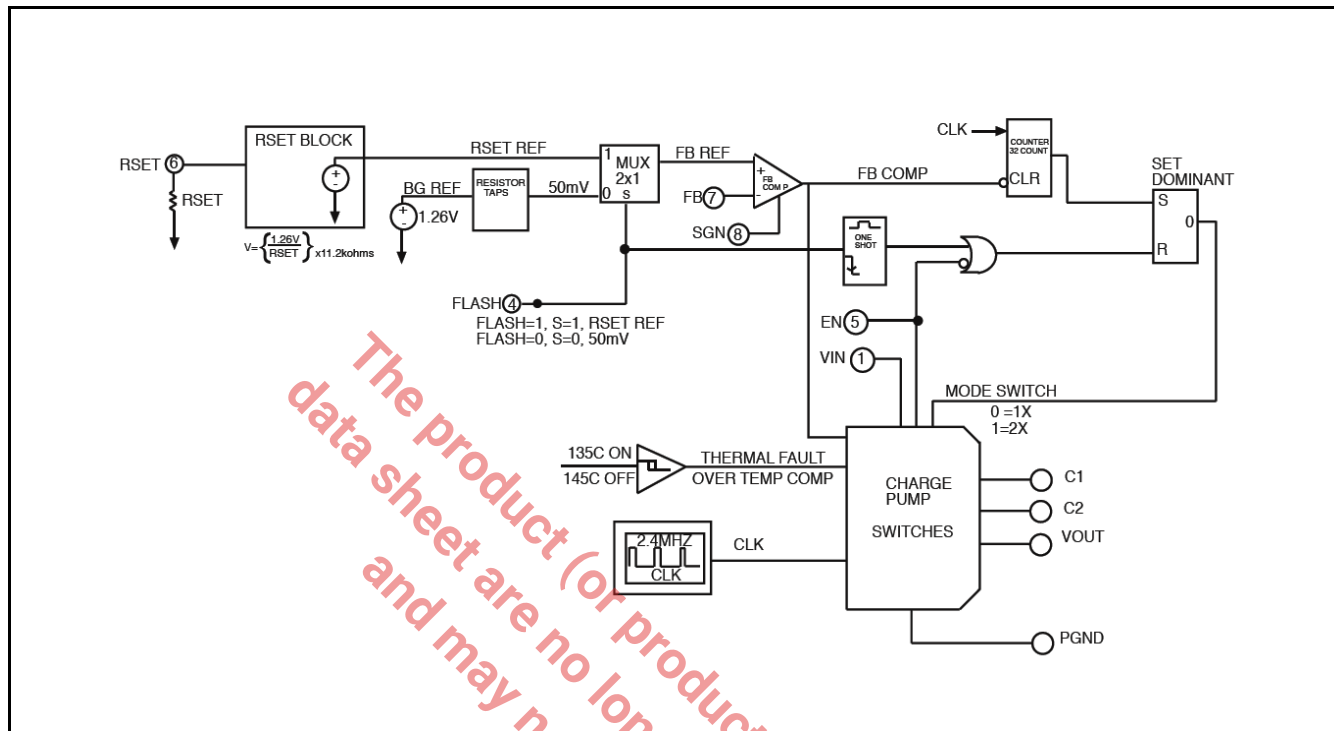 RSET
6
RSET
RSET BLOCK
+
-
V={1.26V/RSET}x11.2kohms
RSET REF
BG REF
+
-
1.26V
RESISTOR
TAPS
50mV
1
MUX
2x1
0
s
FB REF
+
FB
COM P
-
FB
7
SGN
8
FB COMP
CLK
COUNTER
32 COUNT
CLR
SET
DOMINANT
S
0
R
ONE
SHOT
FLASH
4
FLASH=1, S=1, RSET REF
FLASH=0, S=0, 50mV
EN
5
VIN
1
MODE SWITCH
0 =1X
1=2X
135C ON
145C OFF
THERMAL FAULT
OVER TEMP COMP
2.4MHZ
CLK
CLK
CHARGE
PUMP
SWITCHES
C1
C2
VOUT
PGND
The product (or product
data sheet are no lon
and may n